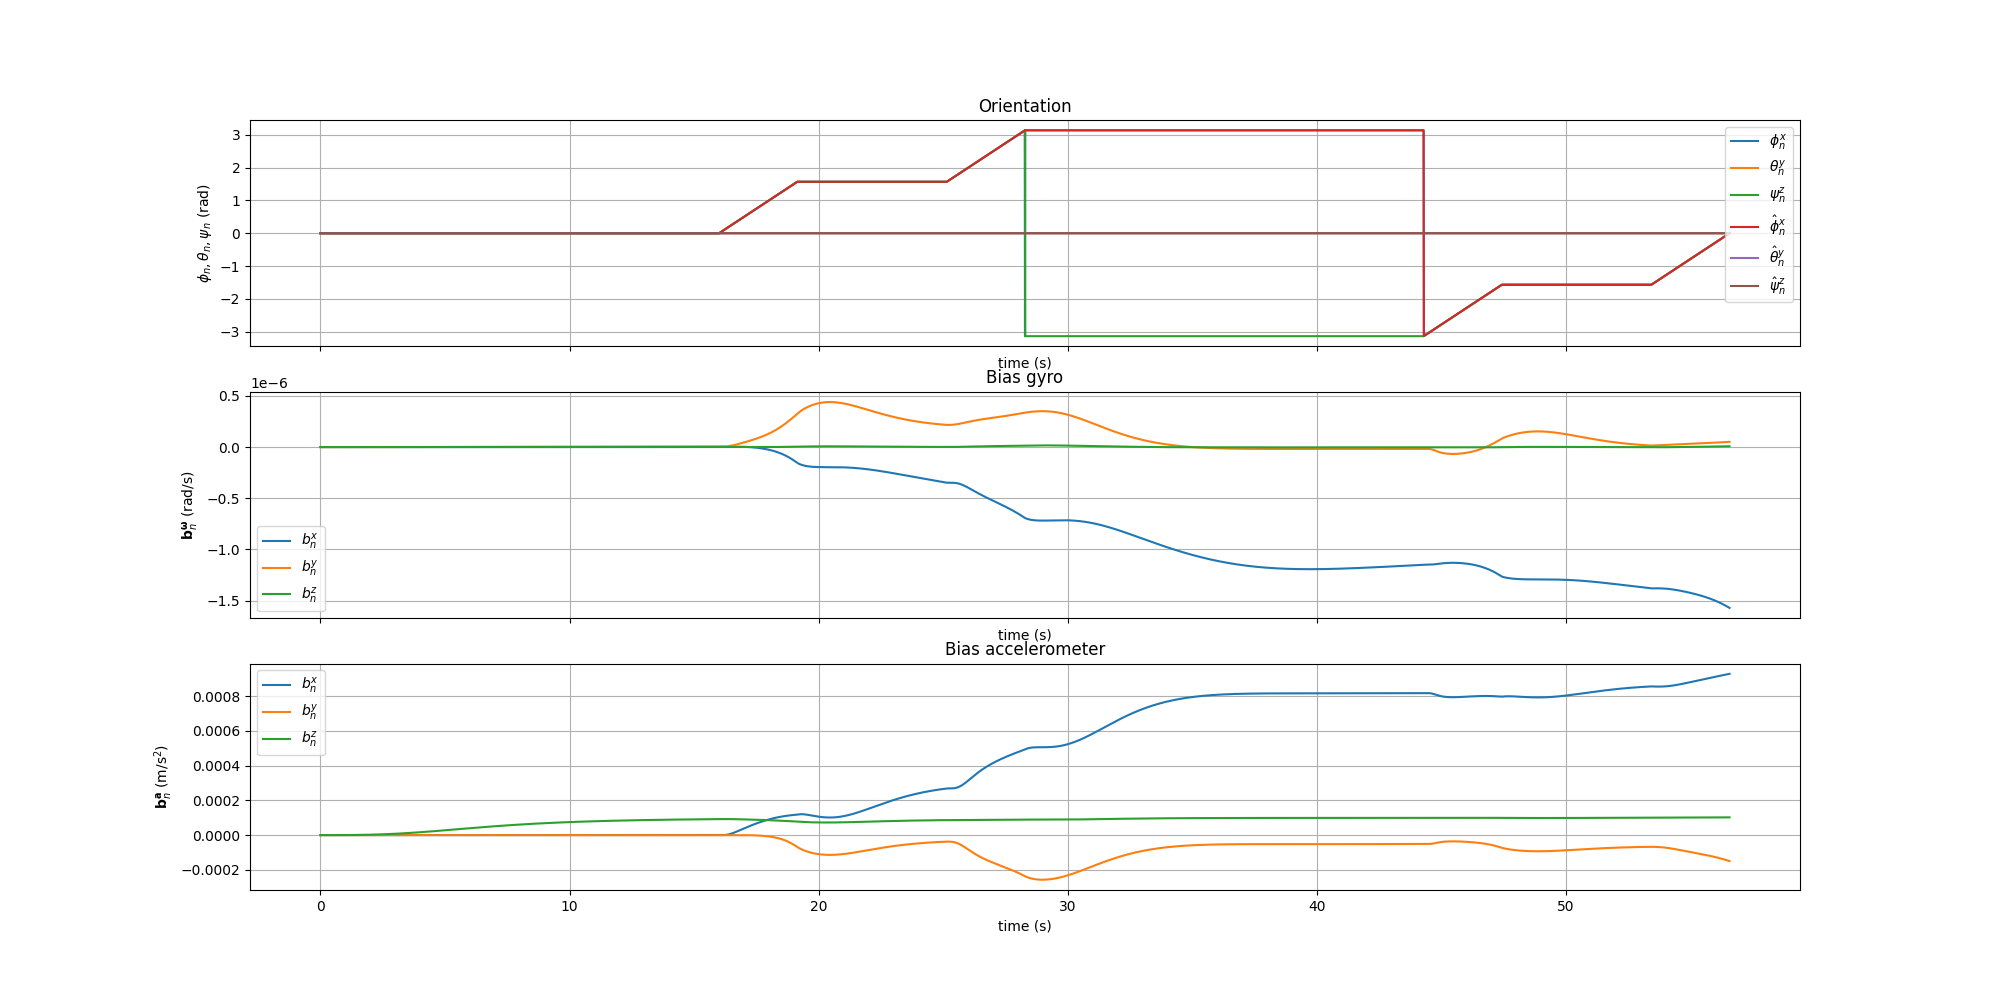 Orientation
3
2
1
0
−1
−2
−3
ϕₙ, θₙ, ψₙ (rad)
ϕₙˣ
θₙʸ
ψₙᶻ
ϕ̂ₙˣ
θ̂ₙʸ
ψ̂ₙᶻ
time (s)
Bias gyro
1e−6
0.5
0.0
−0.5
−1.0
−1.5
𝐛ₙ^𝛚 (rad/s)
bₙˣ
bₙʸ
bₙᶻ
time (s)
Bias accelerometer
0.0008
0.0006
0.0004
0.0002
0.0000
−0.0002
𝐛ₙ^𝐚 (m/s²)
bₙˣ
bₙʸ
bₙᶻ
0 10 20 30 40 50
time (s)